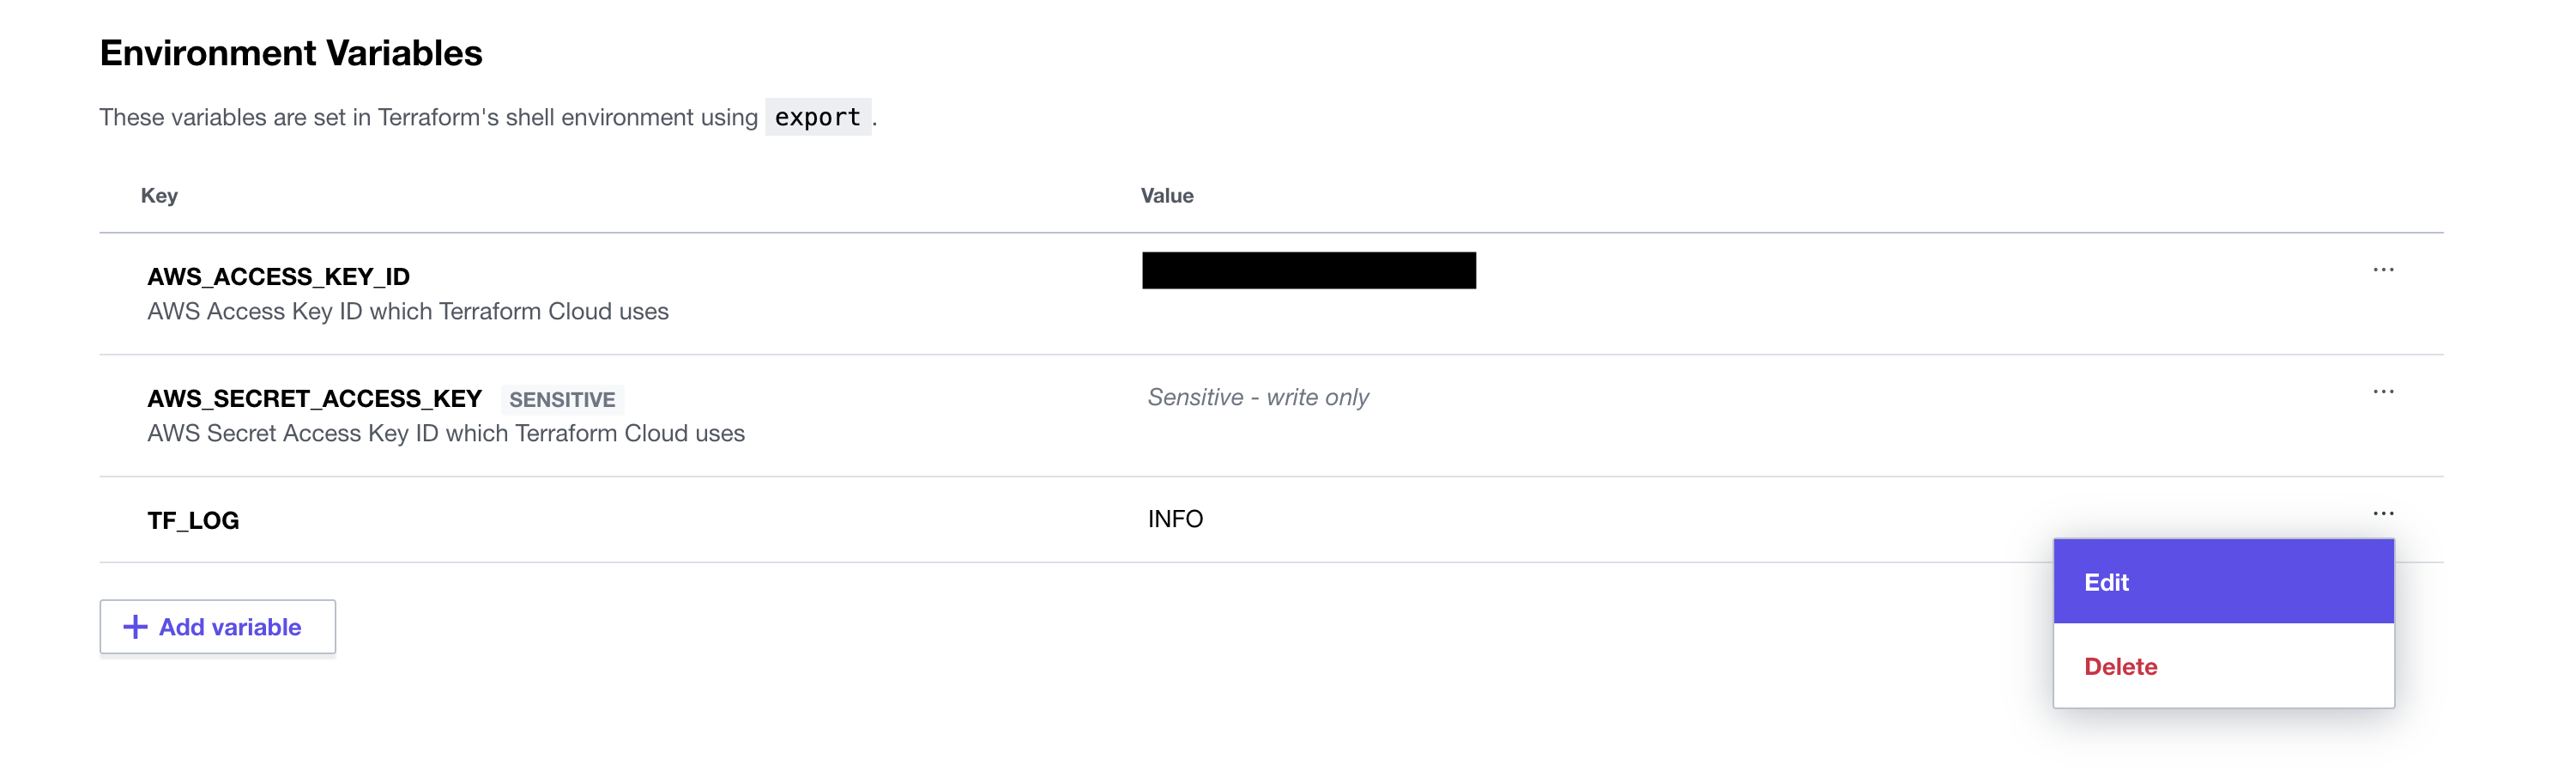 Environment Variables
These variables are set in Terraform's shell environment using export.
Key Value
AWS_ACCESS_KEY_ID
AWS Access Key ID which Terraform Cloud uses
AWS_SECRET_ACCESS_KEY SENSITIVE Sensitive - write only
AWS Secret Access Key ID which Terraform Cloud uses
TF_LOG INFO
Edit
+ Add variable
Delete